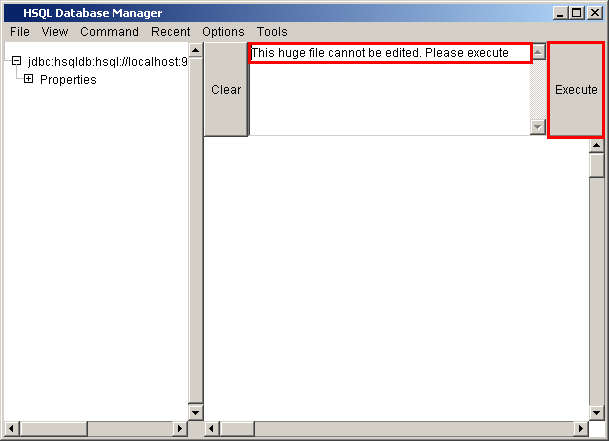 HSQL Database Manager
File View Command Recent Options Tools
jdbc:hsqldb:hsql://localhost:9
Properties
Clear
This huge file cannot be edited. Please execute
Execute